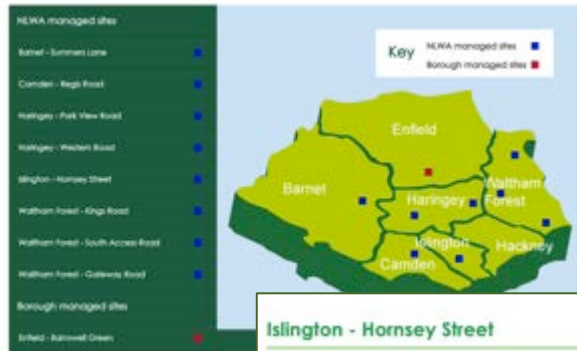 NLWA managed sites
Barnet - Summers Lane
Camden - Regis Road
Haringey - Park View Road
Haringey - Western Road
Islington - Hornsey Street
Waltham Forest - Kings Road
Waltham Forest - South Access Road
Waltham Forest - Gateway Road
Borough managed sites
Enfield - Barrowell Green
Key
NLWA managed sites
Borough managed sites
Enfield
Barnet
Haringey
Waltham
Forest
Islington
Hackney
Camden
Islington - Hornsey Street